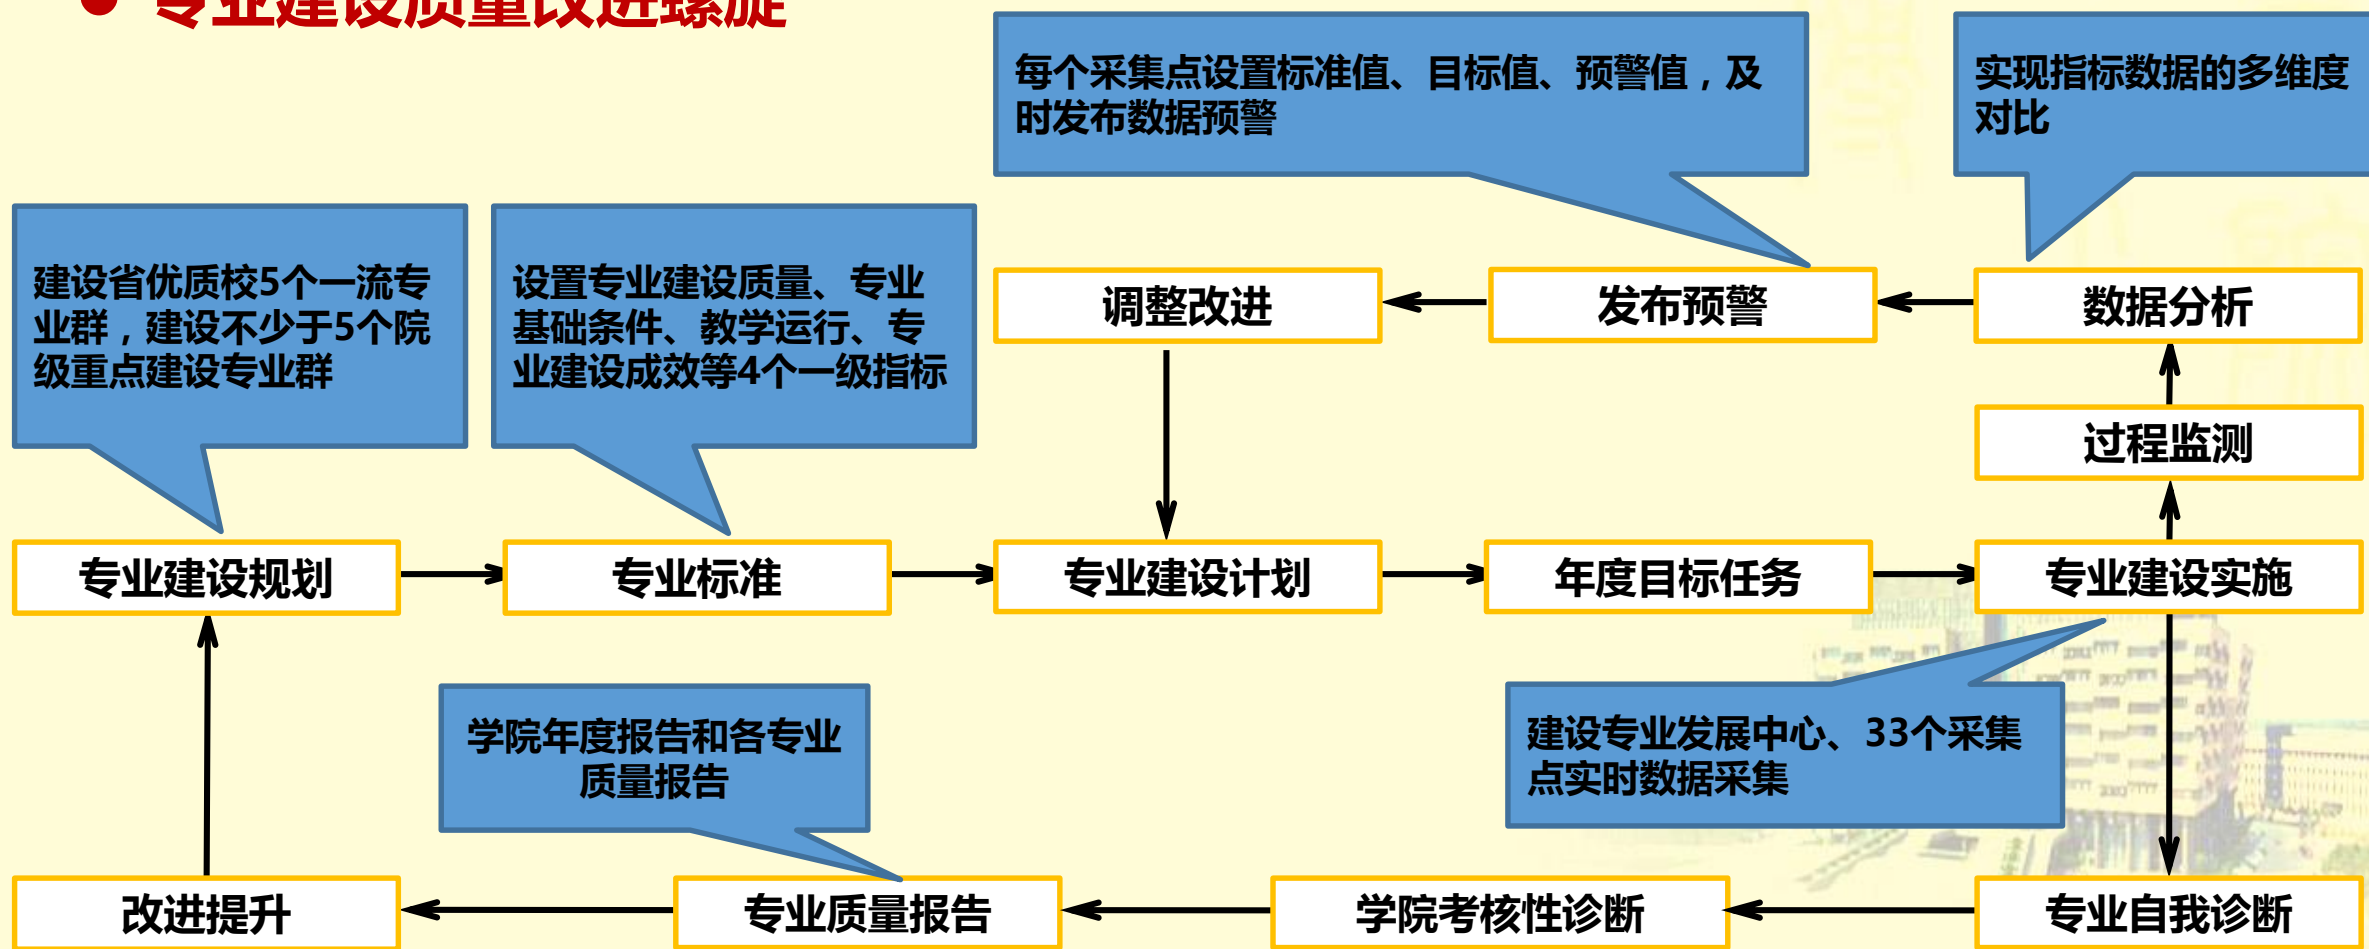 专业建设质量改进螺旋
每个采集点设置标准值、目标值、预警值，及
时发布数据预警
实现指标数据的多维度
对比
建设省优质校5个一流专
业群，建设不少于5个院
级重点建设专业群
设置专业建设质量、专业
基础条件、教学运行、专
业建设成效等4个一级指标
调整改进
发布预警
数据分析
过程监测
专业建设规划
专业标准
专业建设计划
年度目标任务
专业建设实施
学院年度报告和各专业
质量报告
建设专业发展中心、33个采集
点实时数据采集
改进提升
专业质量报告
学院考核性诊断
专业自我诊断